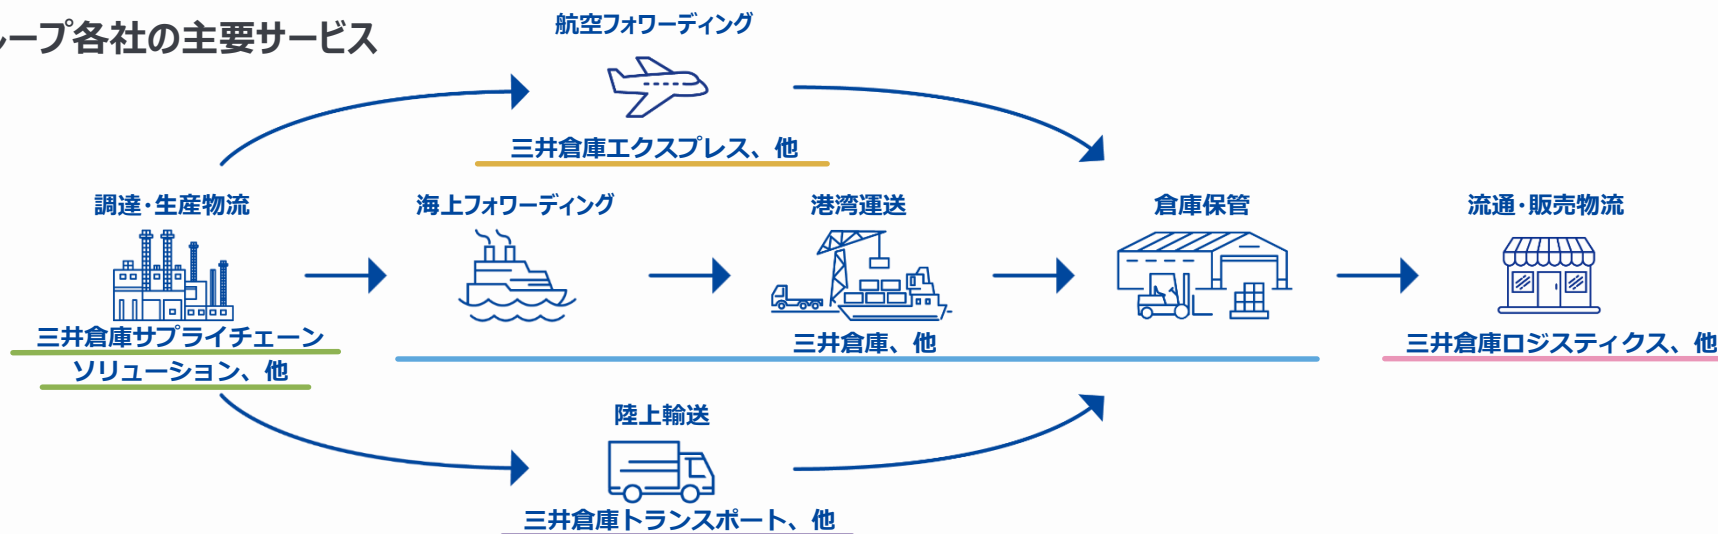 ープ各社の主要サービス
航空フォワーディング
三井倉庫エクスプレス、他
調達・生産物流
海上フォワーディング
港湾運送
倉庫保管
流通・販売物流
三井倉庫サプライチェーン
ソリューション、他
三井倉庫、他
三井倉庫ロジスティクス、他
陸上輸送
三井倉庫トランスポート、他